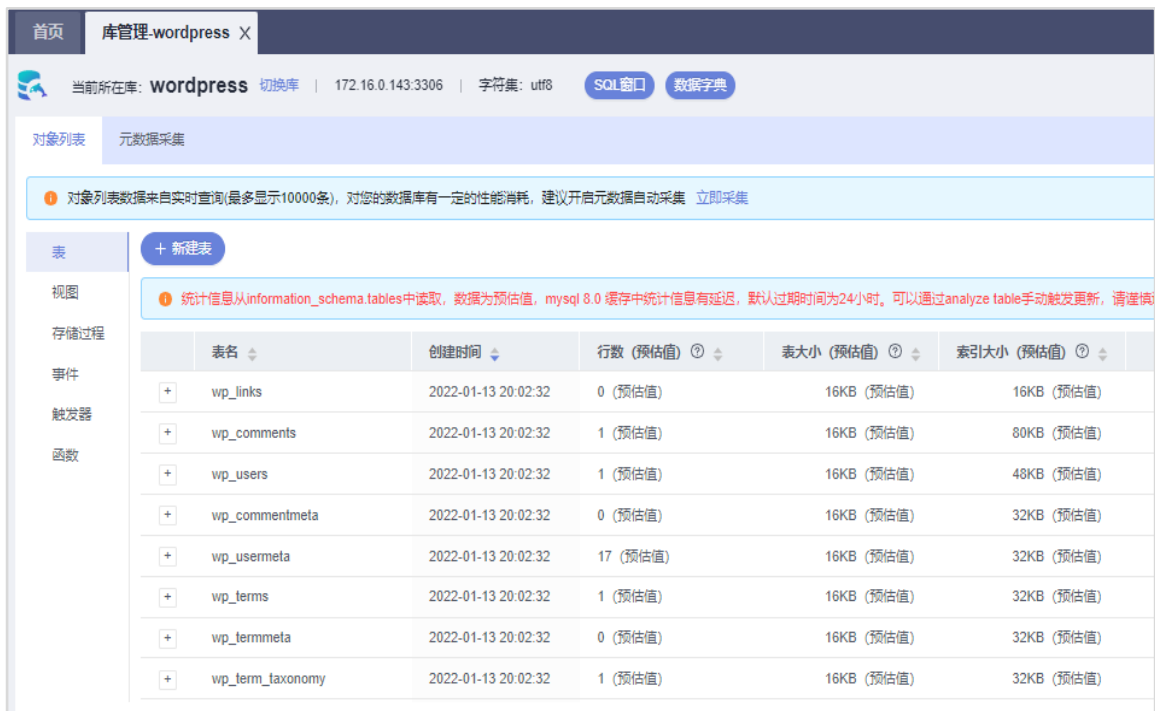 首页 库管理-wordpress X
当前所在库: wordpress 切换库 | 172.16.0.143:3306 | 字符集: utf8 SQL窗口 数据字典
对象列表 元数据采集
对象列表数据来自实时查询(最多显示10000条)，对您的数据库有一定的性能消耗，建议开启元数据自动采集 立即采集
表 + 新建表
视图 统计信息从information_schema.tables中读取，数据为预估值，mysql 8.0 缓存中统计信息有延迟，默认过期时间为24小时。可以通过analyze table手动触发更新，请谨慎
存储过程
表名 创建时间 行数 (预估值) ? 表大小 (预估值) ? 索引大小 (预估值) ?
事件
+ wp_links 2022-01-13 20:02:32 0 (预估值) 16KB (预估值) 16KB (预估值)
触发器
+ wp_comments 2022-01-13 20:02:32 1 (预估值) 16KB (预估值) 80KB (预估值)
函数
+ wp_users 2022-01-13 20:02:32 1 (预估值) 16KB (预估值) 48KB (预估值)
+ wp_commentmeta 2022-01-13 20:02:32 0 (预估值) 16KB (预估值) 32KB (预估值)
+ wp_usermeta 2022-01-13 20:02:32 17 (预估值) 16KB (预估值) 32KB (预估值)
+ wp_terms 2022-01-13 20:02:32 1 (预估值) 16KB (预估值) 32KB (预估值)
+ wp_termmeta 2022-01-13 20:02:32 0 (预估值) 16KB (预估值) 32KB (预估值)
+ wp_term_taxonomy 2022-01-13 20:02:32 1 (预估值) 16KB (预估值) 32KB (预估值)